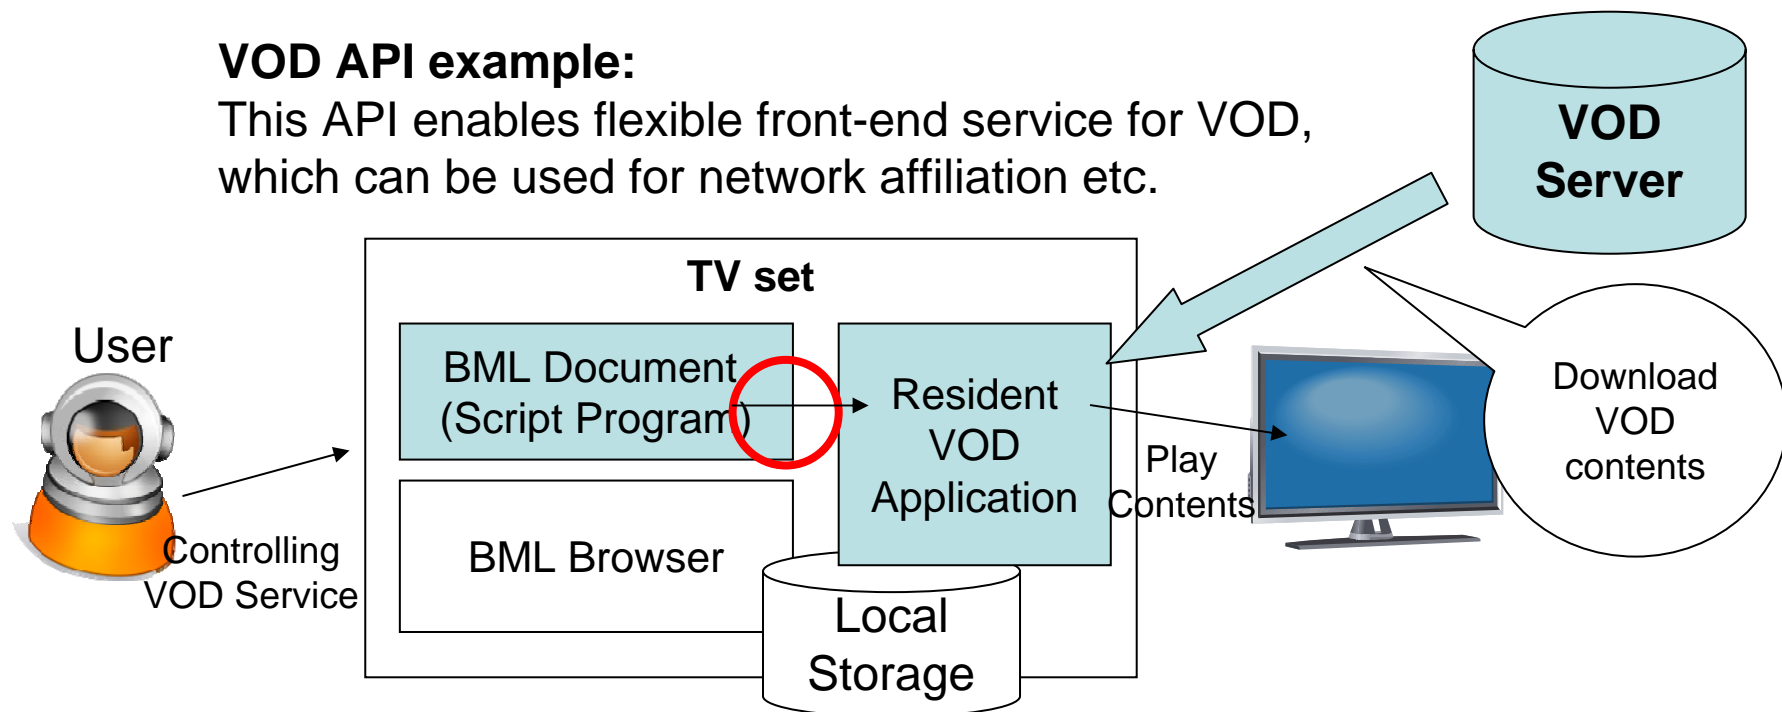 VOD API example:
This API enables flexible front-end service for VOD,
which can be used for network affiliation etc.
VOD
Server
TV set
User
BML Document
(Script Program)
Resident
VOD
Application
Download
VOD
contents
Play
Contents
Controlling
VOD Service
BML Browser
Local
Storage